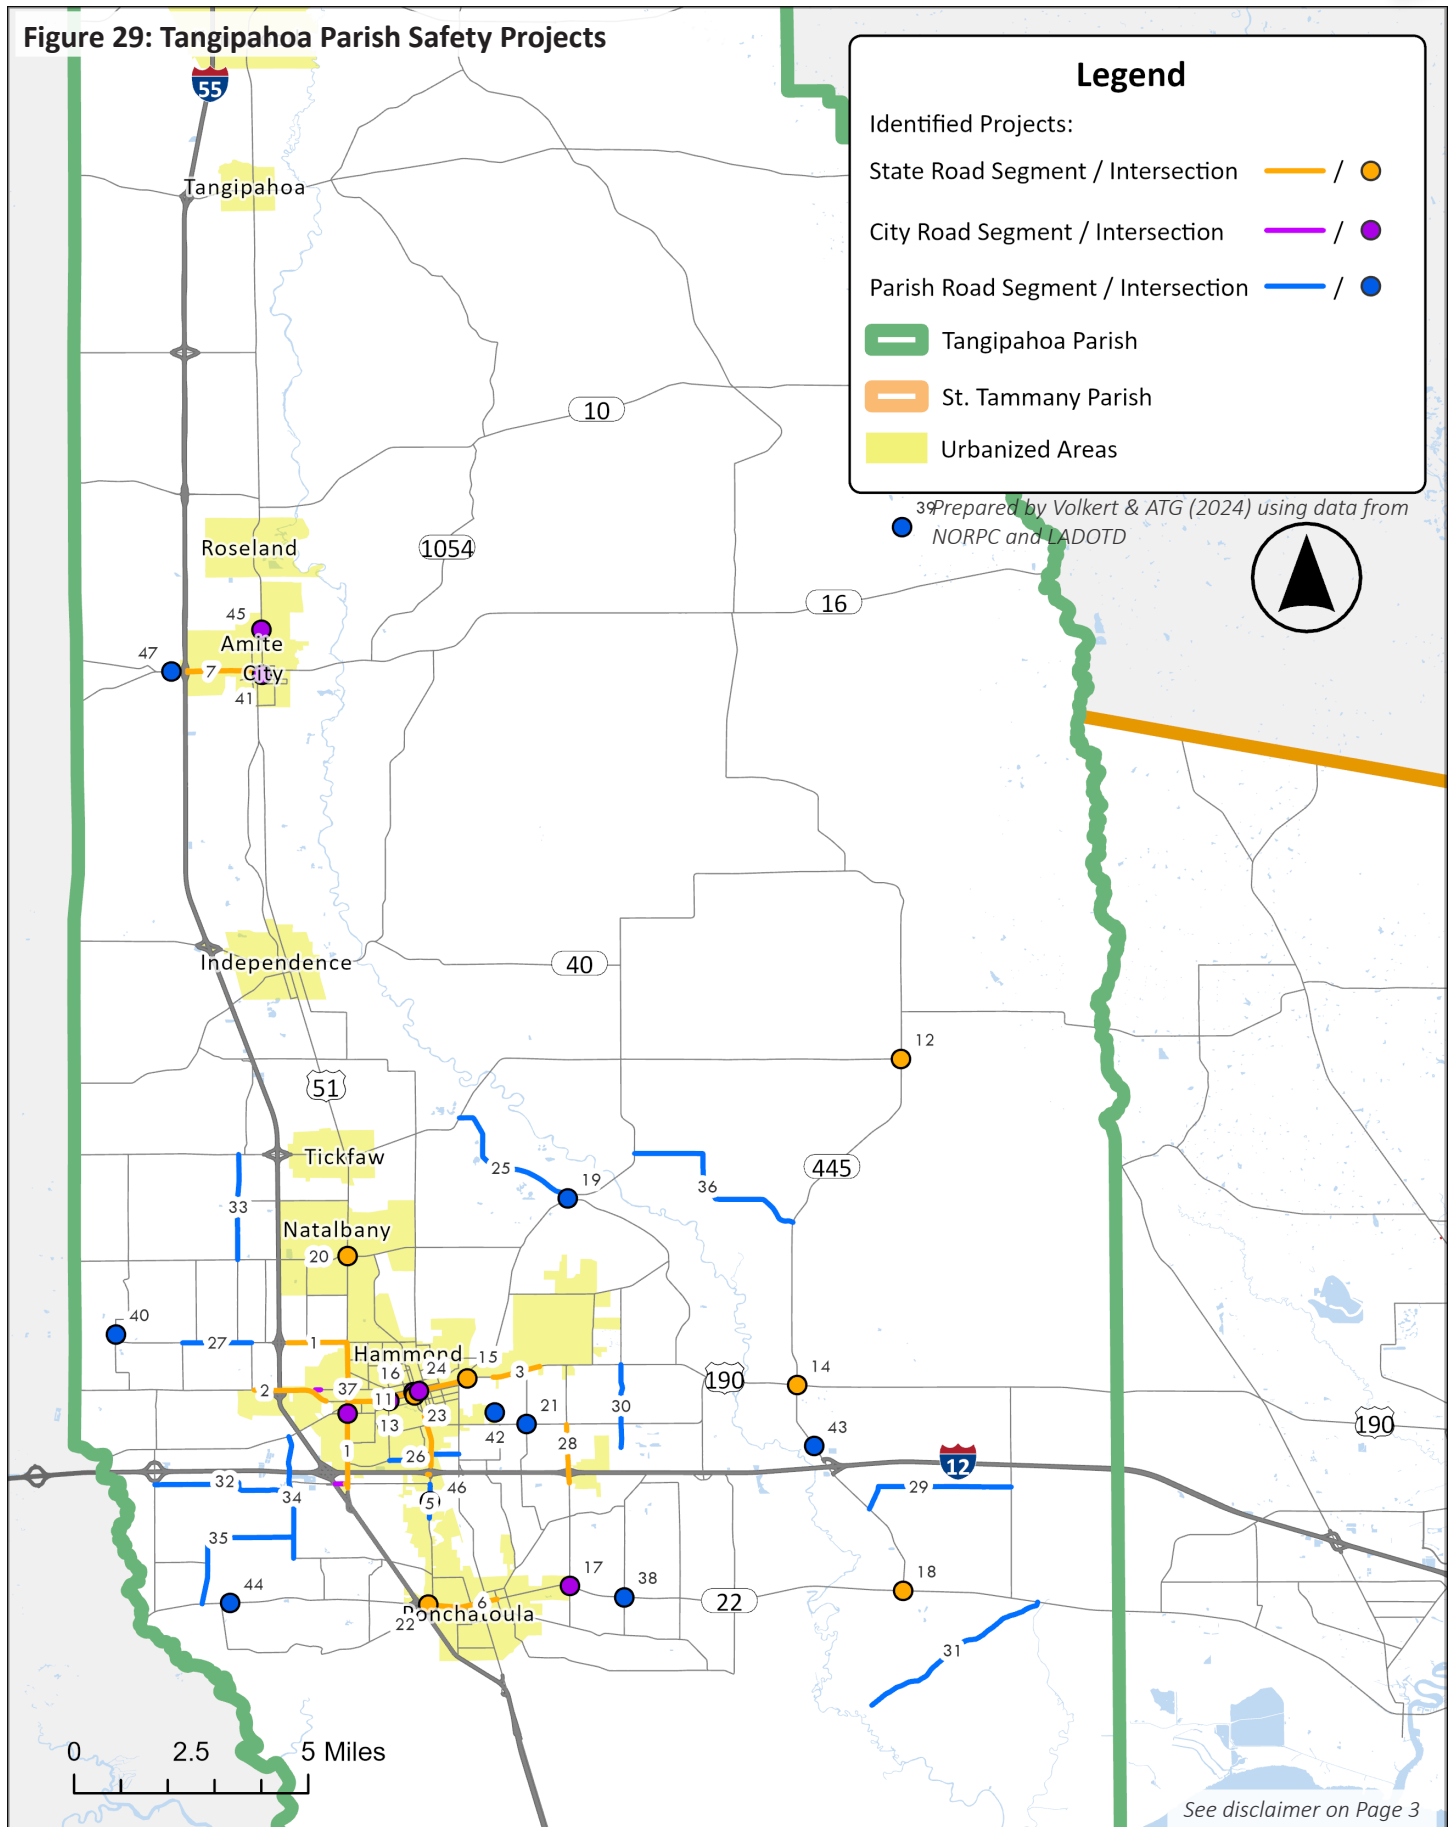 Figure 29: Tangipahoa Parish Safety Projects
Legend
Identified Projects:
State Road Segment / Intersection /
City Road Segment / Intersection /
Parish Road Segment / Intersection /
Tangipahoa Parish
St. Tammany Parish
Urbanized Areas
Prepared by Volkert & ATG (2024) using data from
NORPC and LADOTD
55
Tangipahoa
10
39
Roseland
1054
16
45
Amite
City
47
7
41
Independence
40
12
51
Tickfaw
25
19
36
445
33
Natalbany
20
40
27
1
Hammond
15
3
14
190
190
2
37
16
24
11
13
23
42
21
28
30
43
1
26
12
32
34
46
5
29
35
44
17
38
22
18
6
Ponchatoula
22
31
0 2.5 5 Miles
See disclaimer on Page 3